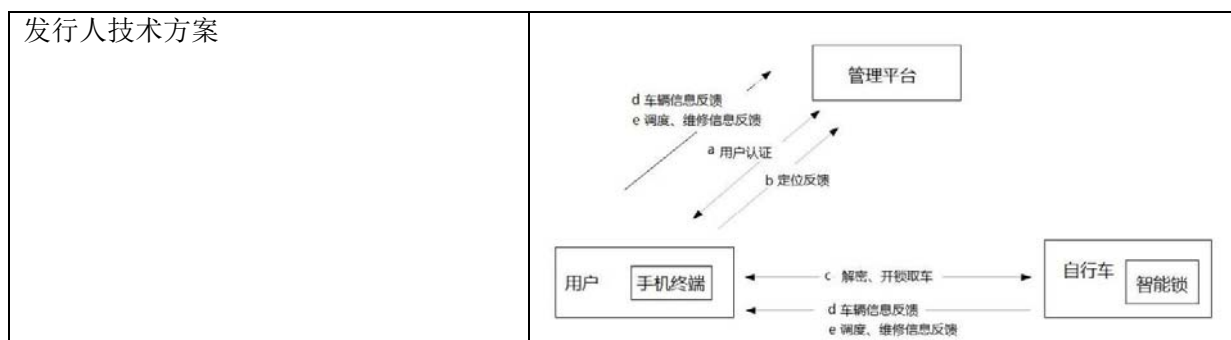 发行人技术方案
管理平台
d 车辆信息反馈
e 调度、维修信息反馈
a 用户认证
b 定位反馈
用户
手机终端
c 解密、开锁取车
自行车
智能锁
d 车辆信息反馈
e 调度、维修信息反馈